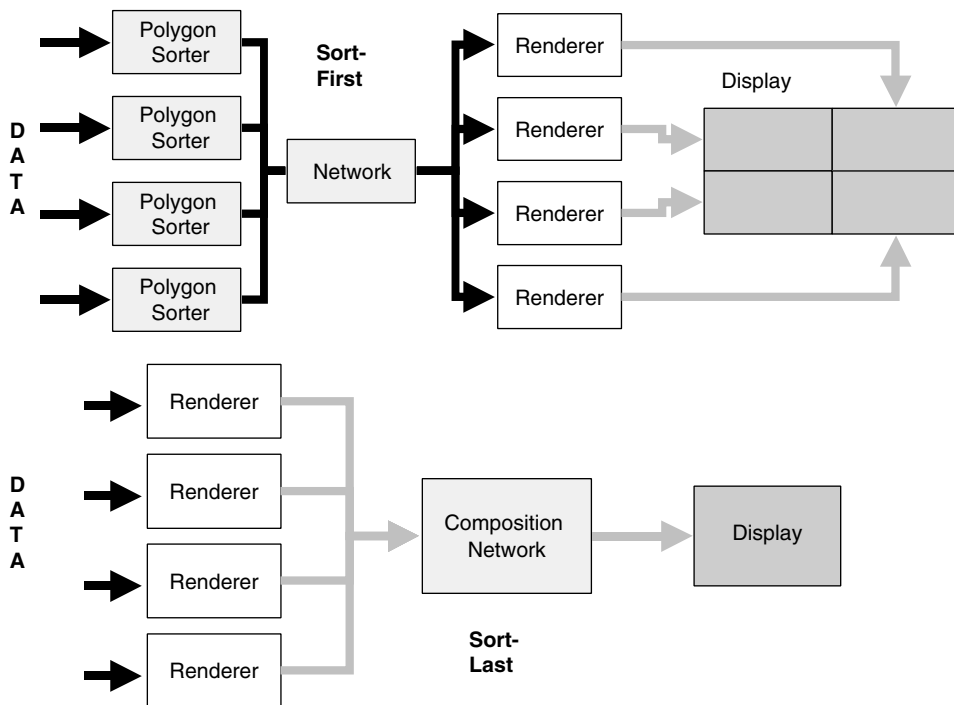 Polygon
Sorter
Polygon
Sorter
Polygon
Sorter
Polygon
Sorter
D
A
T
A
Sort-
First
Network
Renderer
Renderer
Renderer
Renderer
Display
D
A
T
A
Renderer
Renderer
Renderer
Renderer
Composition
Network
Sort-
Last
Display